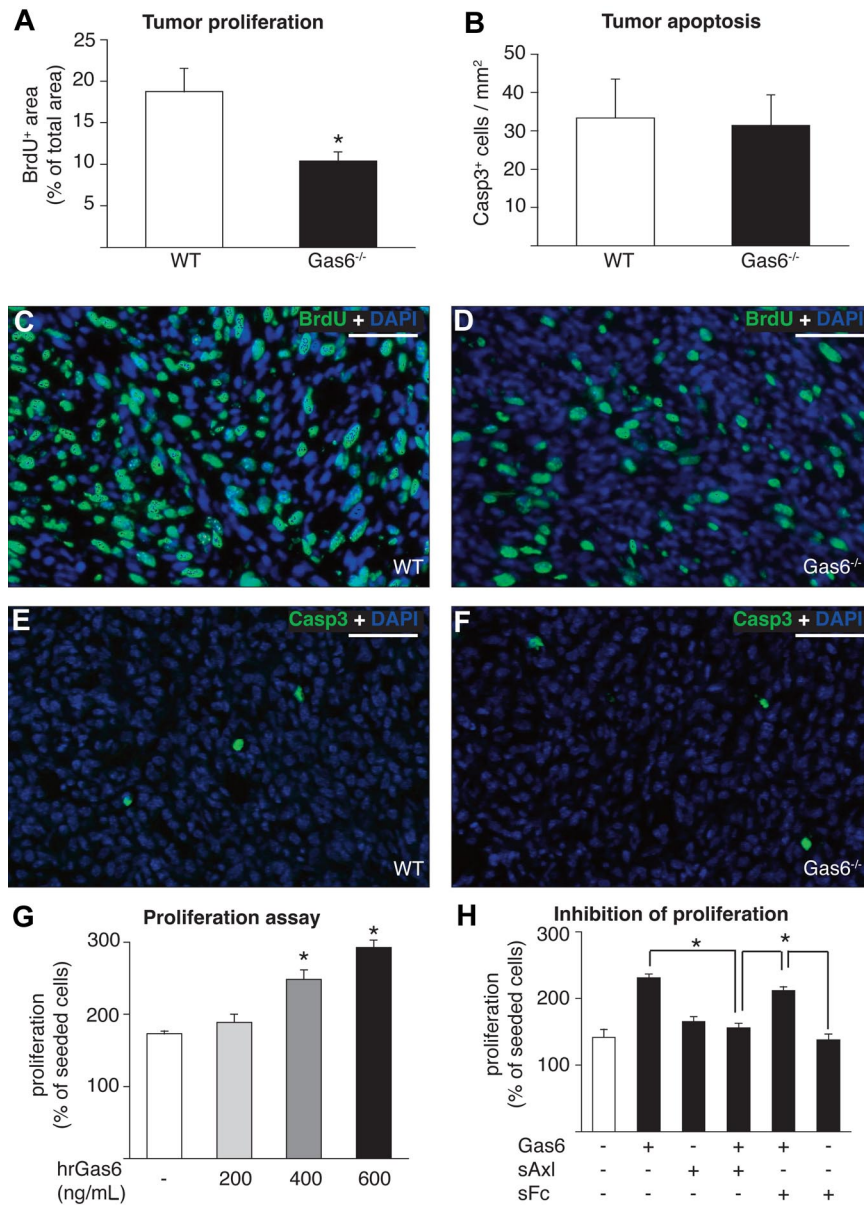 A Tumor proliferation
BrdU⁺ area
(% of total area)
20
15
10
5
*
WT Gas6⁻/⁻
B Tumor apoptosis
Casp3⁺ cells / mm²
50
40
30
20
10
WT Gas6⁻/⁻
C BrdU + DAPI
WT
D BrdU + DAPI
Gas6⁻/⁻
E Casp3 + DAPI
WT
F Casp3 + DAPI
Gas6⁻/⁻
G Proliferation assay
proliferation
(% of seeded cells)
300
200
100
* *
hrGas6
(ng/mL)
- 200 400 600
H Inhibition of proliferation
proliferation
(% of seeded cells)
300
200
100
* *
Gas6 - + - + + -
sAxl - - + + - -
sFc - - - - + +